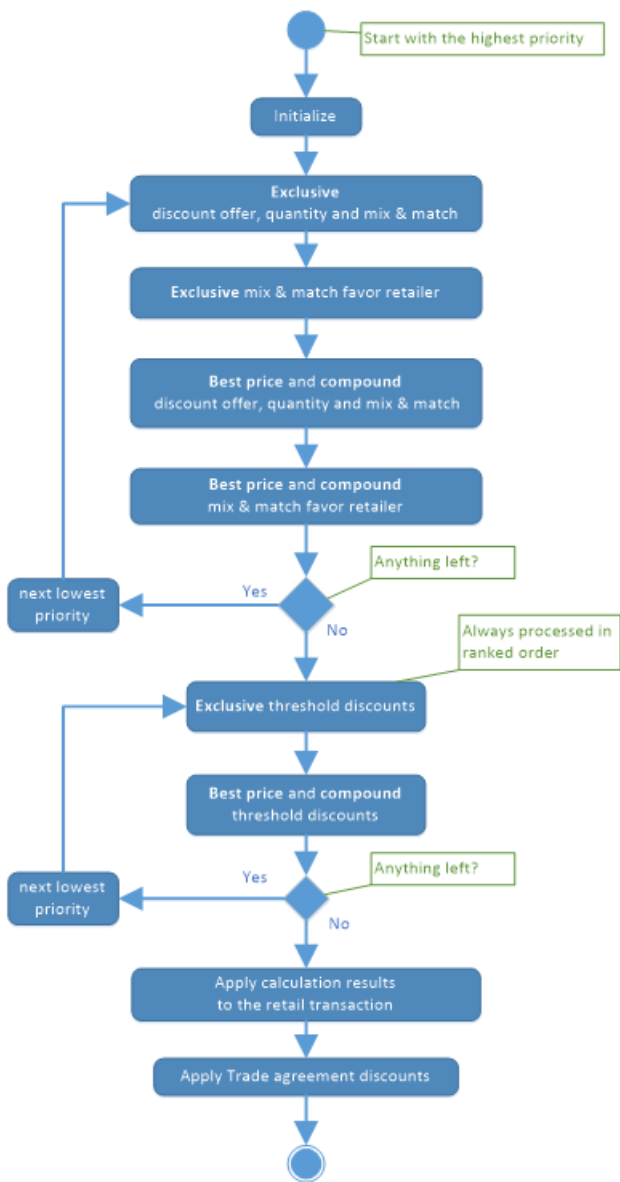 Start with the highest priority
Initialize
Exclusive
discount offer, quantity and mix & match
Exclusive mix & match favor retailer
Best price and compound
discount offer, quantity and mix & match
Best price and compound
mix & match favor retailer
Anything left?
Yes
next lowest
priority
No
Always processed in
ranked order
Exclusive threshold discounts
Best price and compound
threshold discounts
Anything left?
Yes
next lowest
priority
No
Apply calculation results
to the retail transaction
Apply Trade agreement discounts